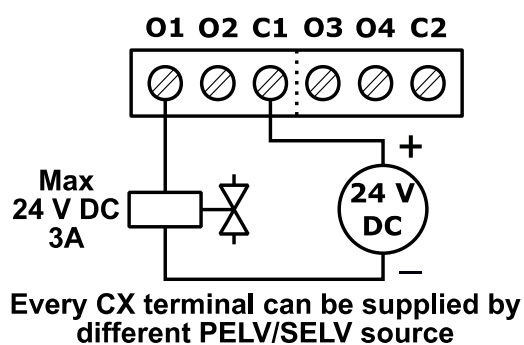 O1 O2 C1 O3 O4 C2
+
Max
24 V DC
3A
24 V
DC
—
Every CX terminal can be supplied by
different PELV/SELV source